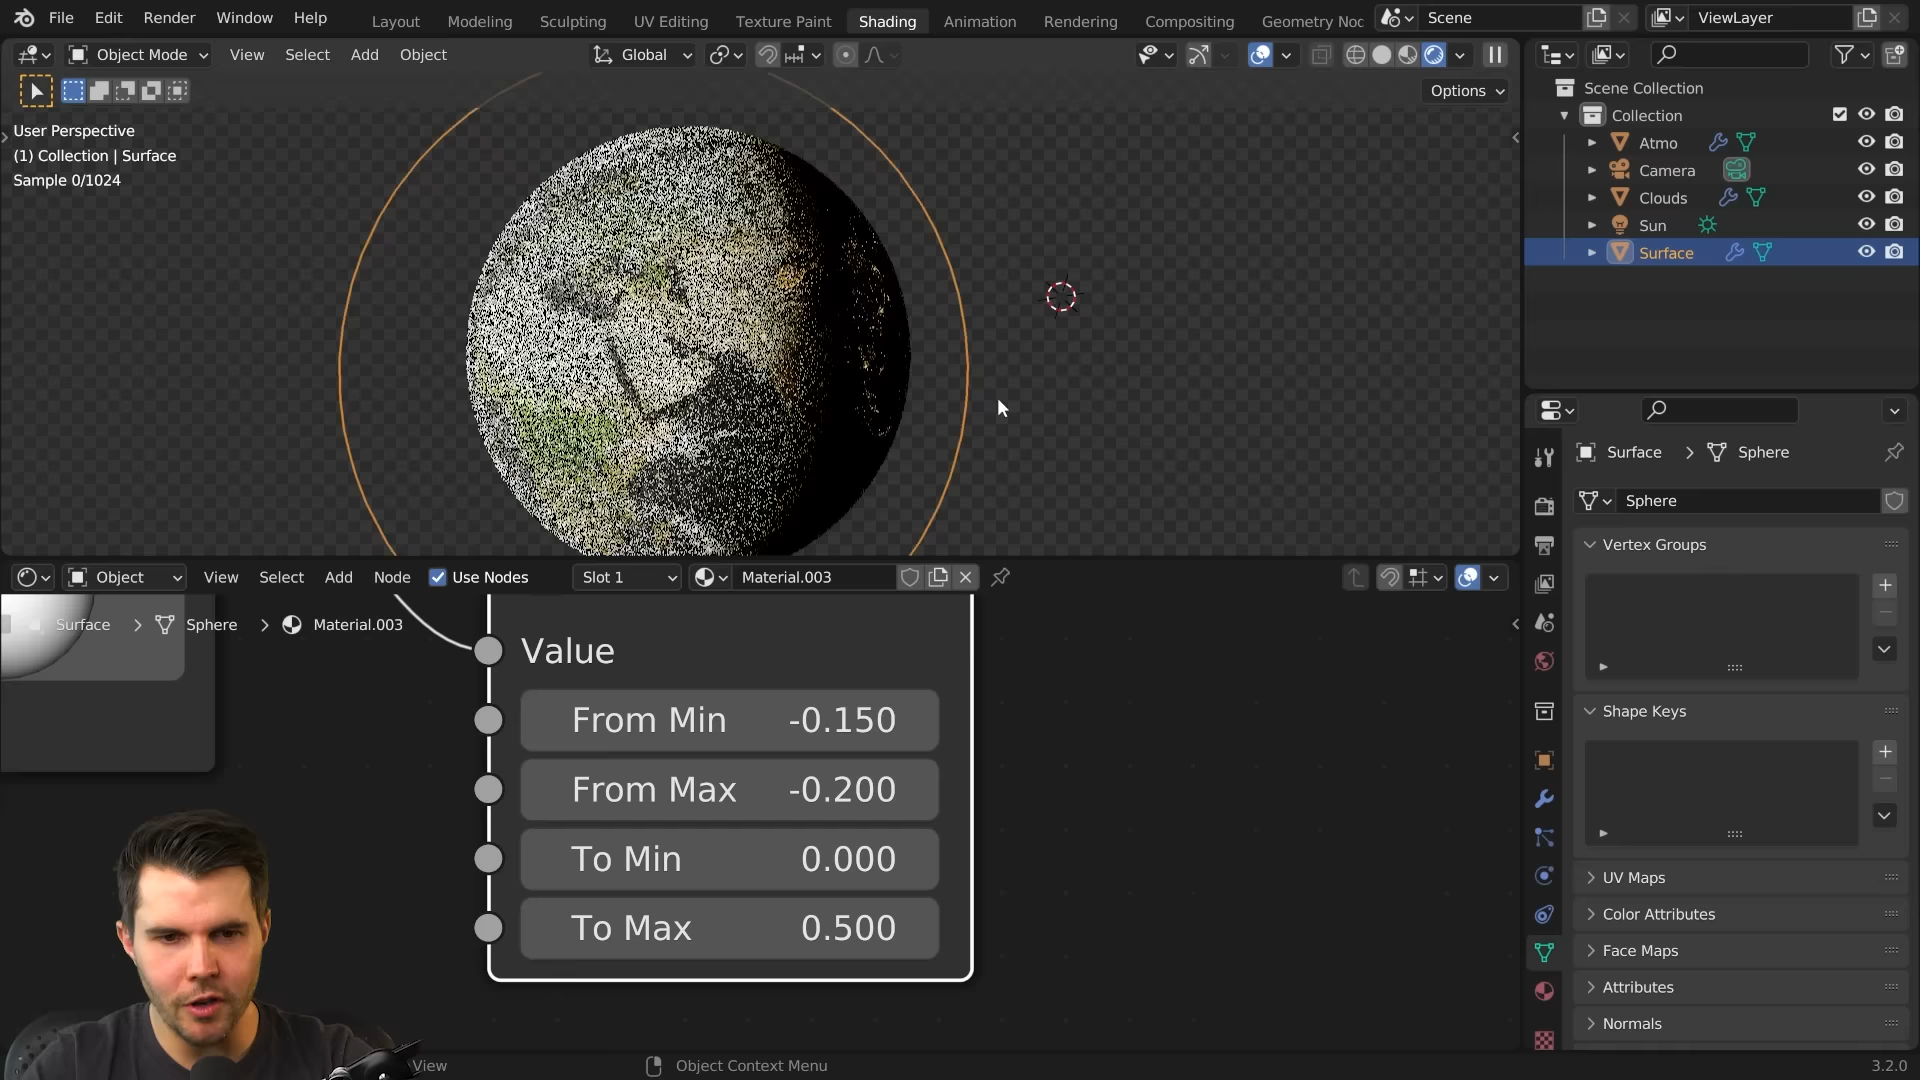 File Edit Render Window Help
Layout Modeling Sculpting UV Editing Texture Paint Shading Animation Rendering Compositing Geometry Noc
Scene
ViewLayer
Object Mode View Select Add Object
Global
Options
User Perspective
(1) Collection | Surface
Sample 0/1024
Scene Collection
Collection
Atmo
Camera
Clouds
Sun
Surface
Surface > Sphere
Sphere
Vertex Groups
Shape Keys
UV Maps
Color Attributes
Face Maps
Attributes
Normals
Object View Select Add Node Use Nodes Slot 1 Material.003
Surface > Sphere > Material.003
Value
From Min -0.150
From Max -0.200
To Min 0.000
To Max 0.500
View
Object Context Menu
3.2.0